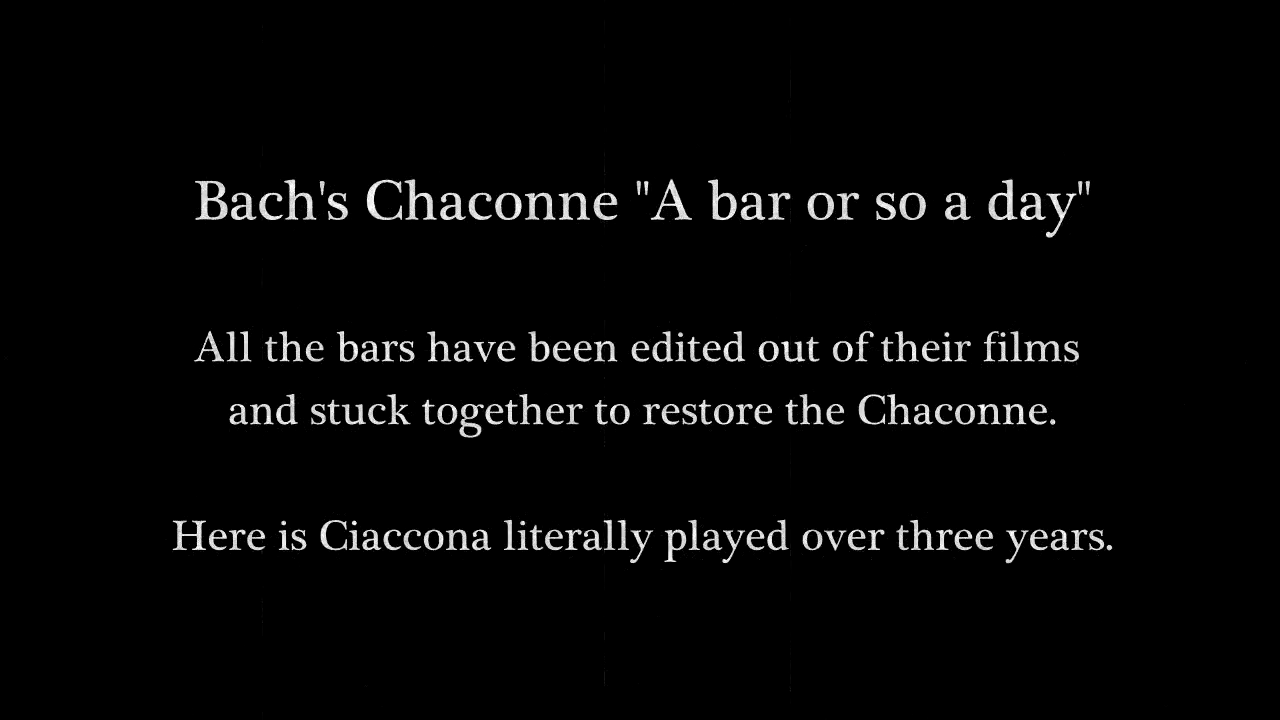 Bach's Chaconne "A bar or so a day"
All the bars have been edited out of their films
and stuck together to restore the Chaconne.
Here is Ciaccona literally played over three years.